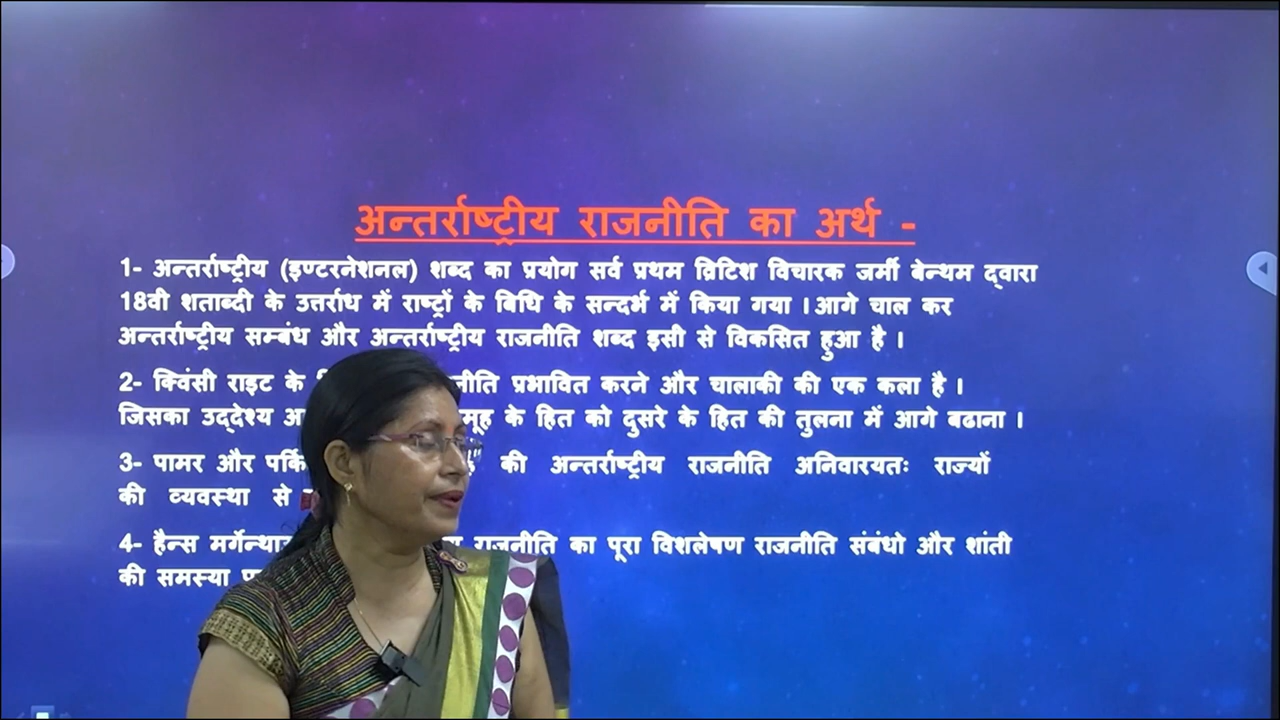 अन्तर्राष्ट्रीय राजनीति का अर्थ -
1- अन्तर्राष्ट्रीय (इण्टरनेशनल) शब्द का प्रयोग सर्व प्रथम व्रिटिश विचारक जर्मी बेन्थम द्वारा
18वी शताब्दी के उत्तर्राध में राष्ट्रों के बिधि के सन्दर्भ में किया गया । आगे चाल कर
अन्तर्राष्ट्रीय सम्बंध और अन्तर्राष्ट्रीय राजनीति शब्द इसी से विकसित हुआ है ।
2- क्विंसी राइट के प्रभावित करने और चालाकी की एक कला है ।
जिसका उद्देश्य के हित को दुसरे के हित की तुलना में आगे बढाना ।
3- पामर और की अन्तर्राष्ट्रीय राजनीति अनिवारयतः राज्यों
की व्यवस्था से
4- हैन्स राजनीति का पूरा विशलेषण राजनीति संबंधो और शांती
की समस्या